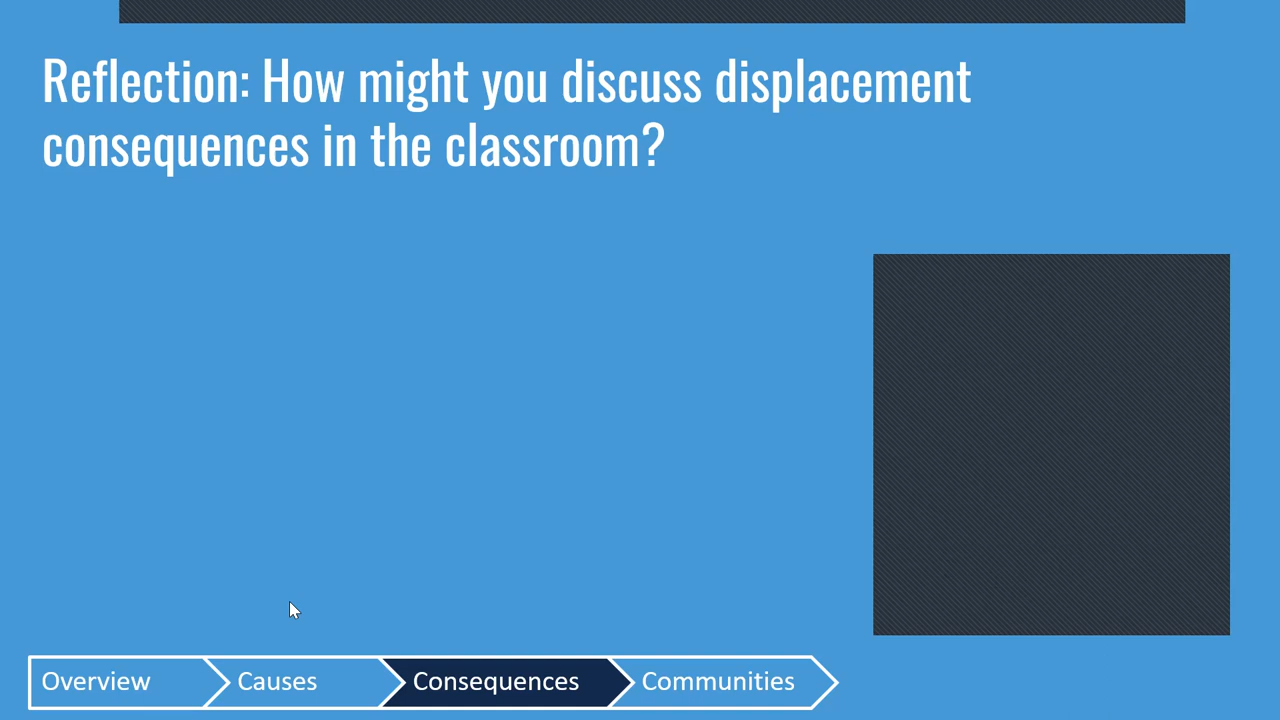 Reflection: How might you discuss displacement
consequences in the classroom?
Overview
Causes
Consequences
Communities